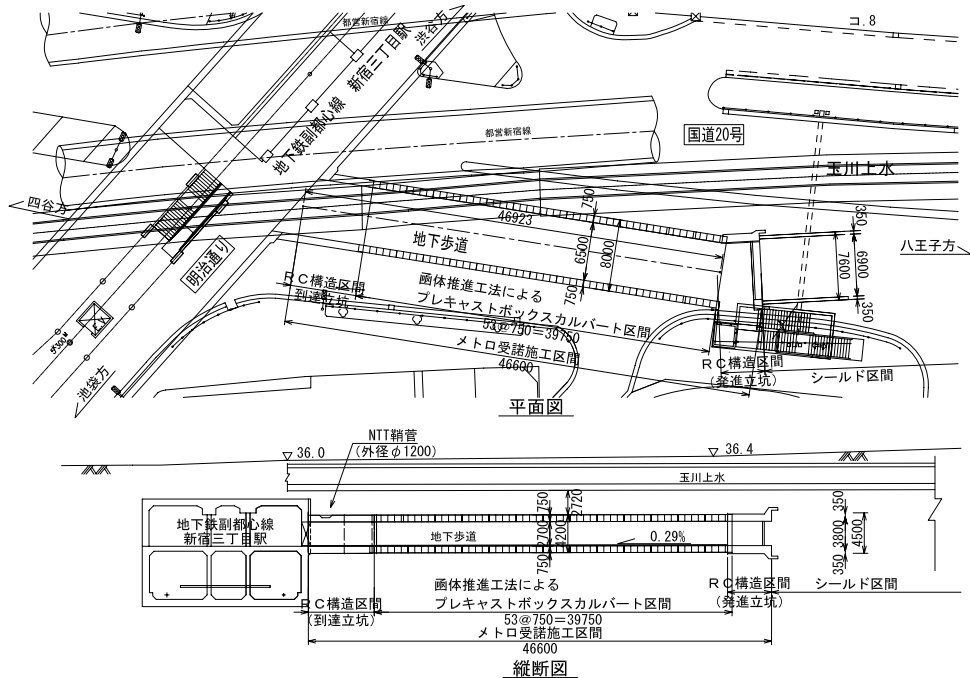 都営新宿線
地下鉄副都心線 新宿三丁目駅
渋谷方
コ.8
都営新宿線
国道20号
玉川上水
四谷方
明治通り
池袋方
八王子方
地下歩道
46923
750
6500
8000
750
350
7600
6900
350
RC構造区間
(到達立坑)
函体推進工法による
プレキャストボックスカルバート区間
53@750=39750
メトロ受諾施工区間
46600
RC構造区間
(発進立坑)
シールド区間
平面図
NTT鞘菅
(外径φ1200)
36.0
36.4
玉川上水
地下鉄副都心線
新宿三丁目駅
地下歩道
750
2700
4200
750
2720
0.29%
350
3800
4500
350
RC構造区間
(到達立坑)
函体推進工法による
プレキャストボックスカルバート区間
53@750=39750
メトロ受諾施工区間
46600
RC構造区間
(発進立坑)
シールド区間
縦断図